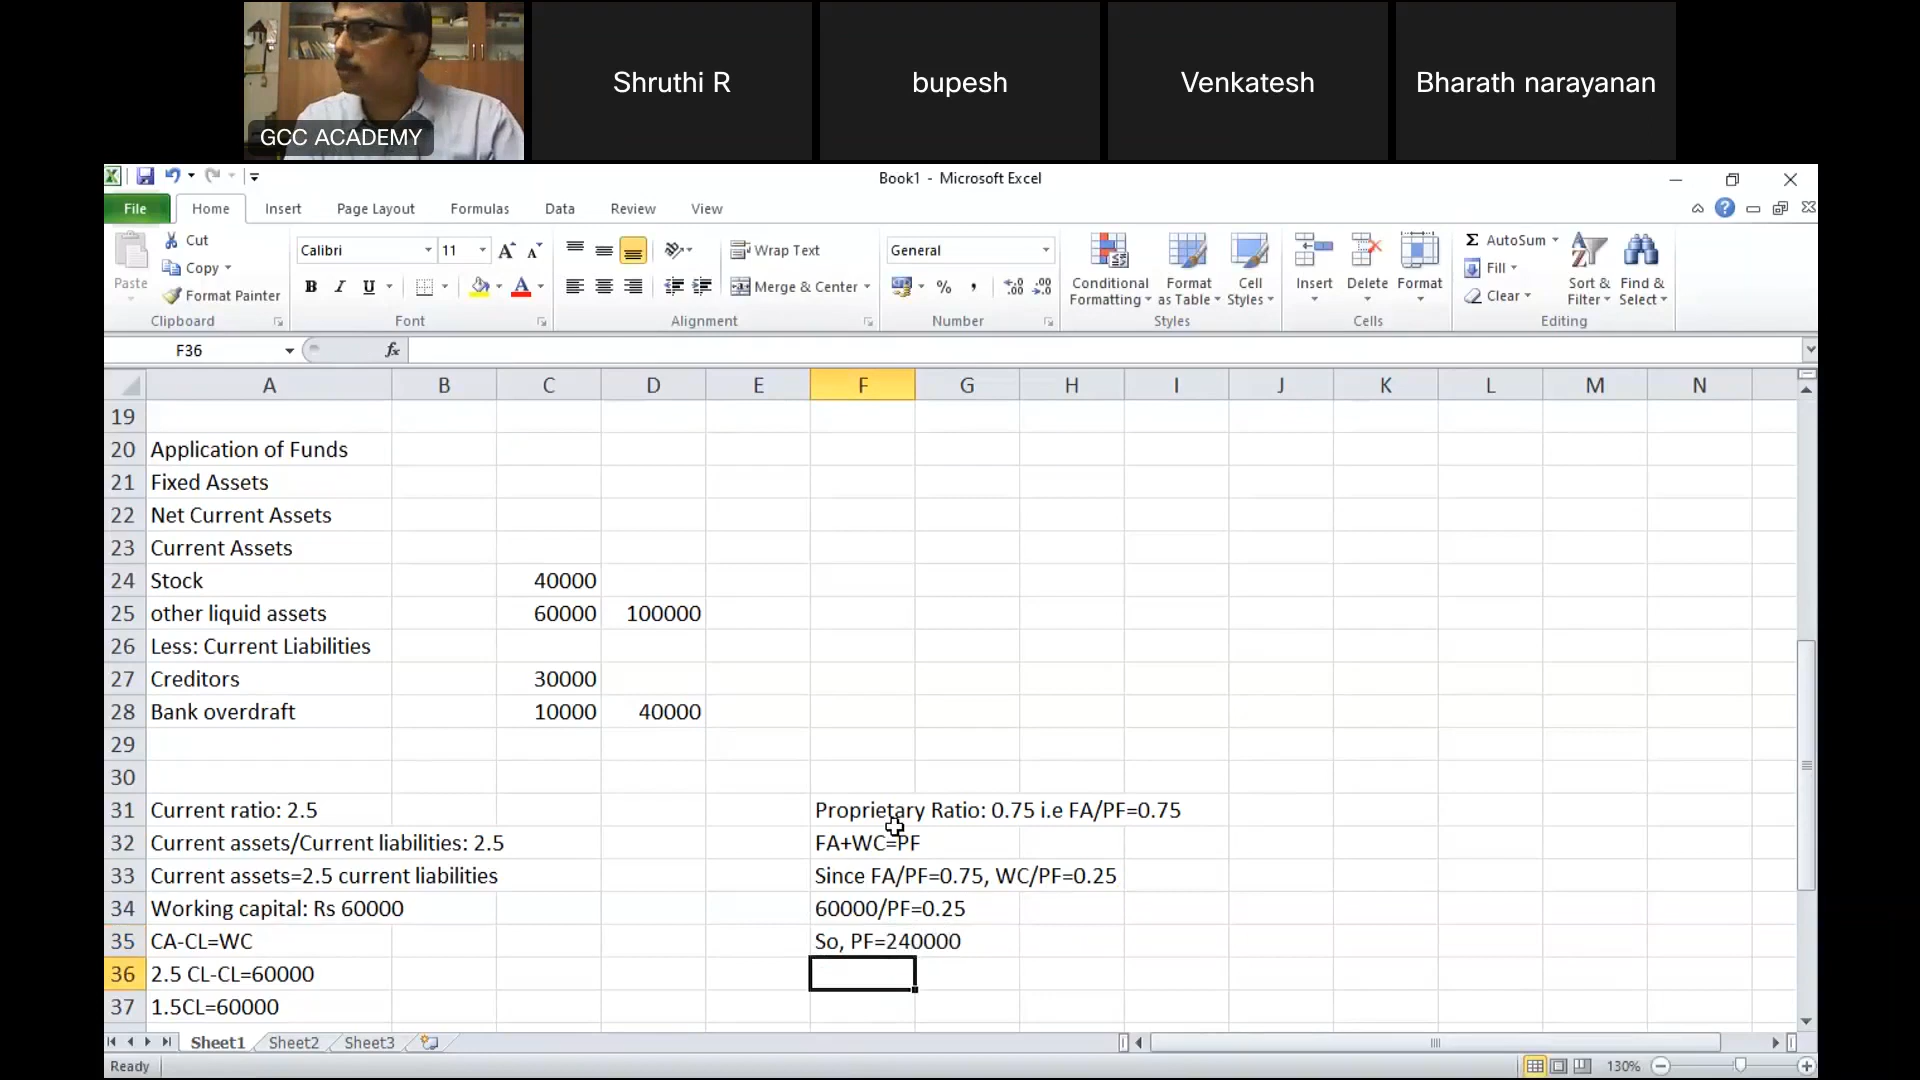 GCC ACADEMY
Shruthi R
bupesh
Venkatesh
Bharath narayanan
Book1 - Microsoft Excel
File Home Insert Page Layout Formulas Data Review View
Paste
Cut
Copy
Format Painter
Clipboard
Calibri 11
B I U
Font
Wrap Text
Merge & Center
Alignment
General
% ,
Number
Conditional Formatting
Format as Table
Cell Styles
Styles
Insert
Delete
Format
Cells
Σ AutoSum
Fill
Clear
Sort & Filter
Find & Select
Editing
F36 fx
A B C D E F G H I J K L M N
19
20 Application of Funds
21 Fixed Assets
22 Net Current Assets
23 Current Assets
24 Stock 40000
25 other liquid assets 60000 100000
26 Less: Current Liabilities
27 Creditors 30000
28 Bank overdraft 10000 40000
29
30
31 Current ratio: 2.5 Proprietary Ratio: 0.75 i.e FA/PF=0.75
32 Current assets/Current liabilities: 2.5 FA+WC=PF
33 Current assets=2.5 current liabilities Since FA/PF=0.75, WC/PF=0.25
34 Working capital: Rs 60000 60000/PF=0.25
35 CA-CL=WC So, PF=240000
36 2.5 CL-CL=60000
37 1.5CL=60000
Sheet1 Sheet2 Sheet3
Ready 130%